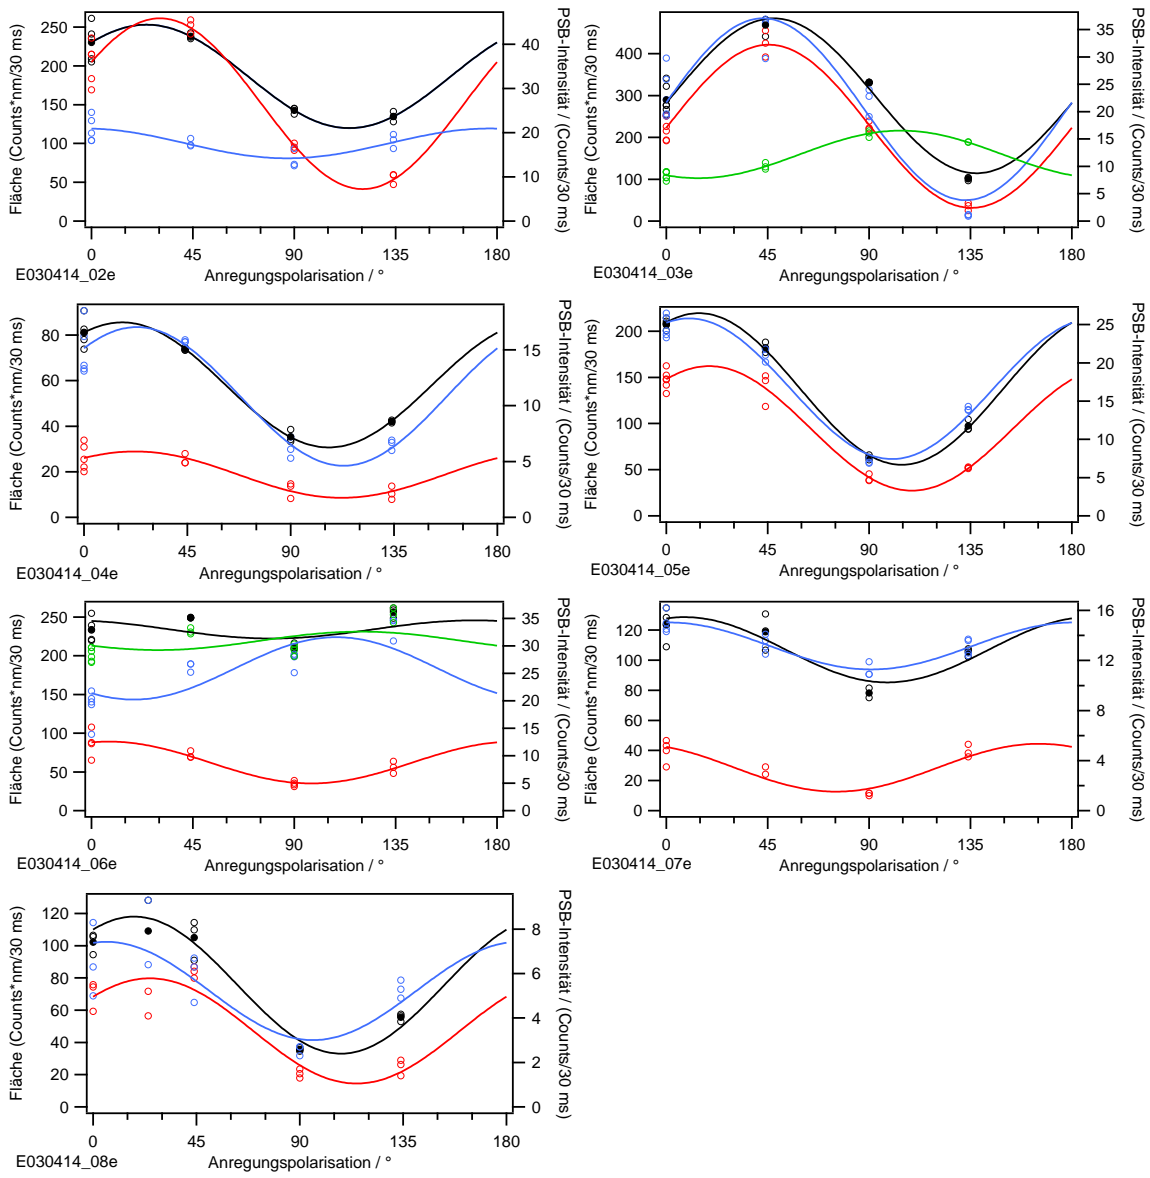 Fläche (Counts*nm/30 ms)
250
200
150
100
50
0
40
30
20
10
0
PSB-Intensität / (Counts/30 ms)
0 45 90 135 180
E030414_02e Anregungspolarisation / °
Fläche (Counts*nm/30 ms)
400
300
200
100
0
35
30
25
20
15
10
5
0
PSB-Intensität / (Counts/30 ms)
0 45 90 135 180
E030414_03e Anregungspolarisation / °
Fläche (Counts*nm/30 ms)
80
60
40
20
0
15
10
5
0
PSB-Intensität / (Counts/30 ms)
0 45 90 135 180
E030414_04e Anregungspolarisation / °
Fläche (Counts*nm/30 ms)
200
150
100
50
0
25
20
15
10
5
0
PSB-Intensität / (Counts/30 ms)
0 45 90 135 180
E030414_05e Anregungspolarisation / °
Fläche (Counts*nm/30 ms)
250
200
150
100
50
0
35
30
25
20
15
10
5
0
PSB-Intensität / (Counts/30 ms)
0 45 90 135 180
E030414_06e Anregungspolarisation / °
Fläche (Counts*nm/30 ms)
120
100
80
60
40
20
0
16
12
8
4
0
PSB-Intensität / (Counts/30 ms)
0 45 90 135 180
E030414_07e Anregungspolarisation / °
Fläche (Counts*nm/30 ms)
120
100
80
60
40
20
0
8
6
4
2
0
PSB-Intensität / (Counts/30 ms)
0 45 90 135 180
E030414_08e Anregungspolarisation / °